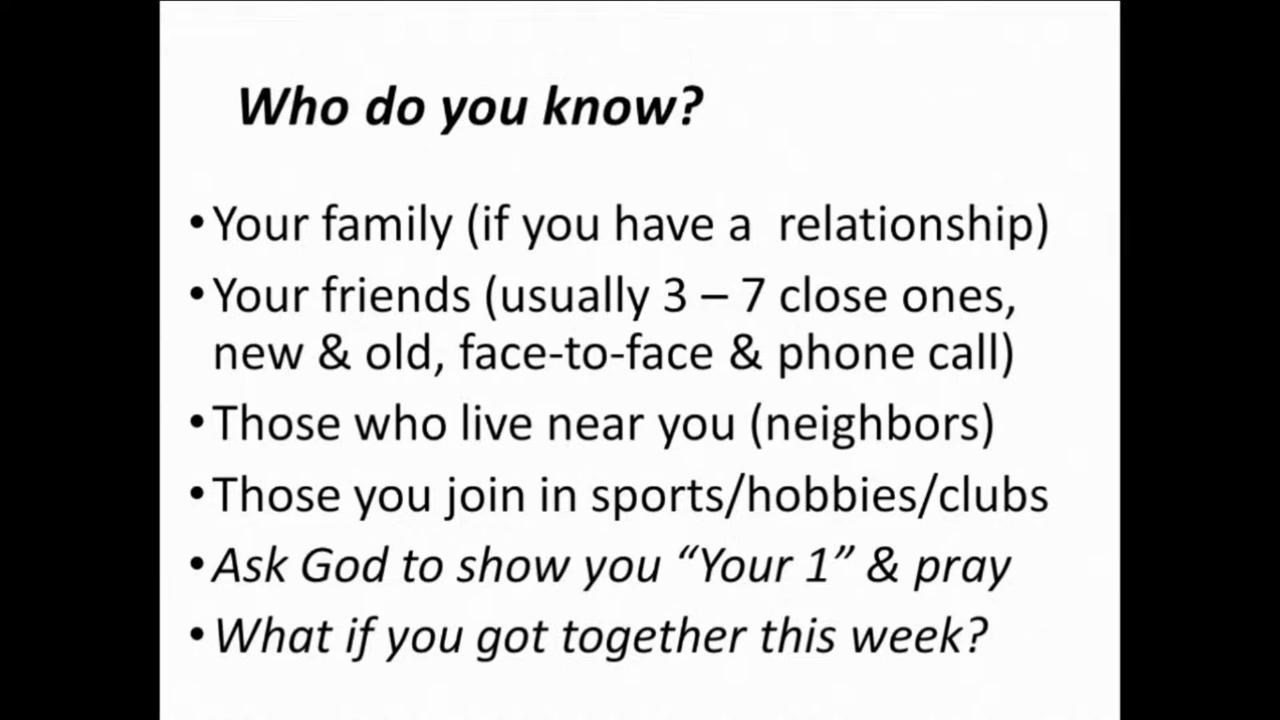 Who do you know?
•Your family (if you have a  relationship)
•Your friends (usually 3 – 7 close ones,
new & old, face-to-face & phone call)
•Those who live near you (neighbors)
•Those you join in sports/hobbies/clubs
•Ask God to show you “Your 1” & pray
•What if you got together this week?